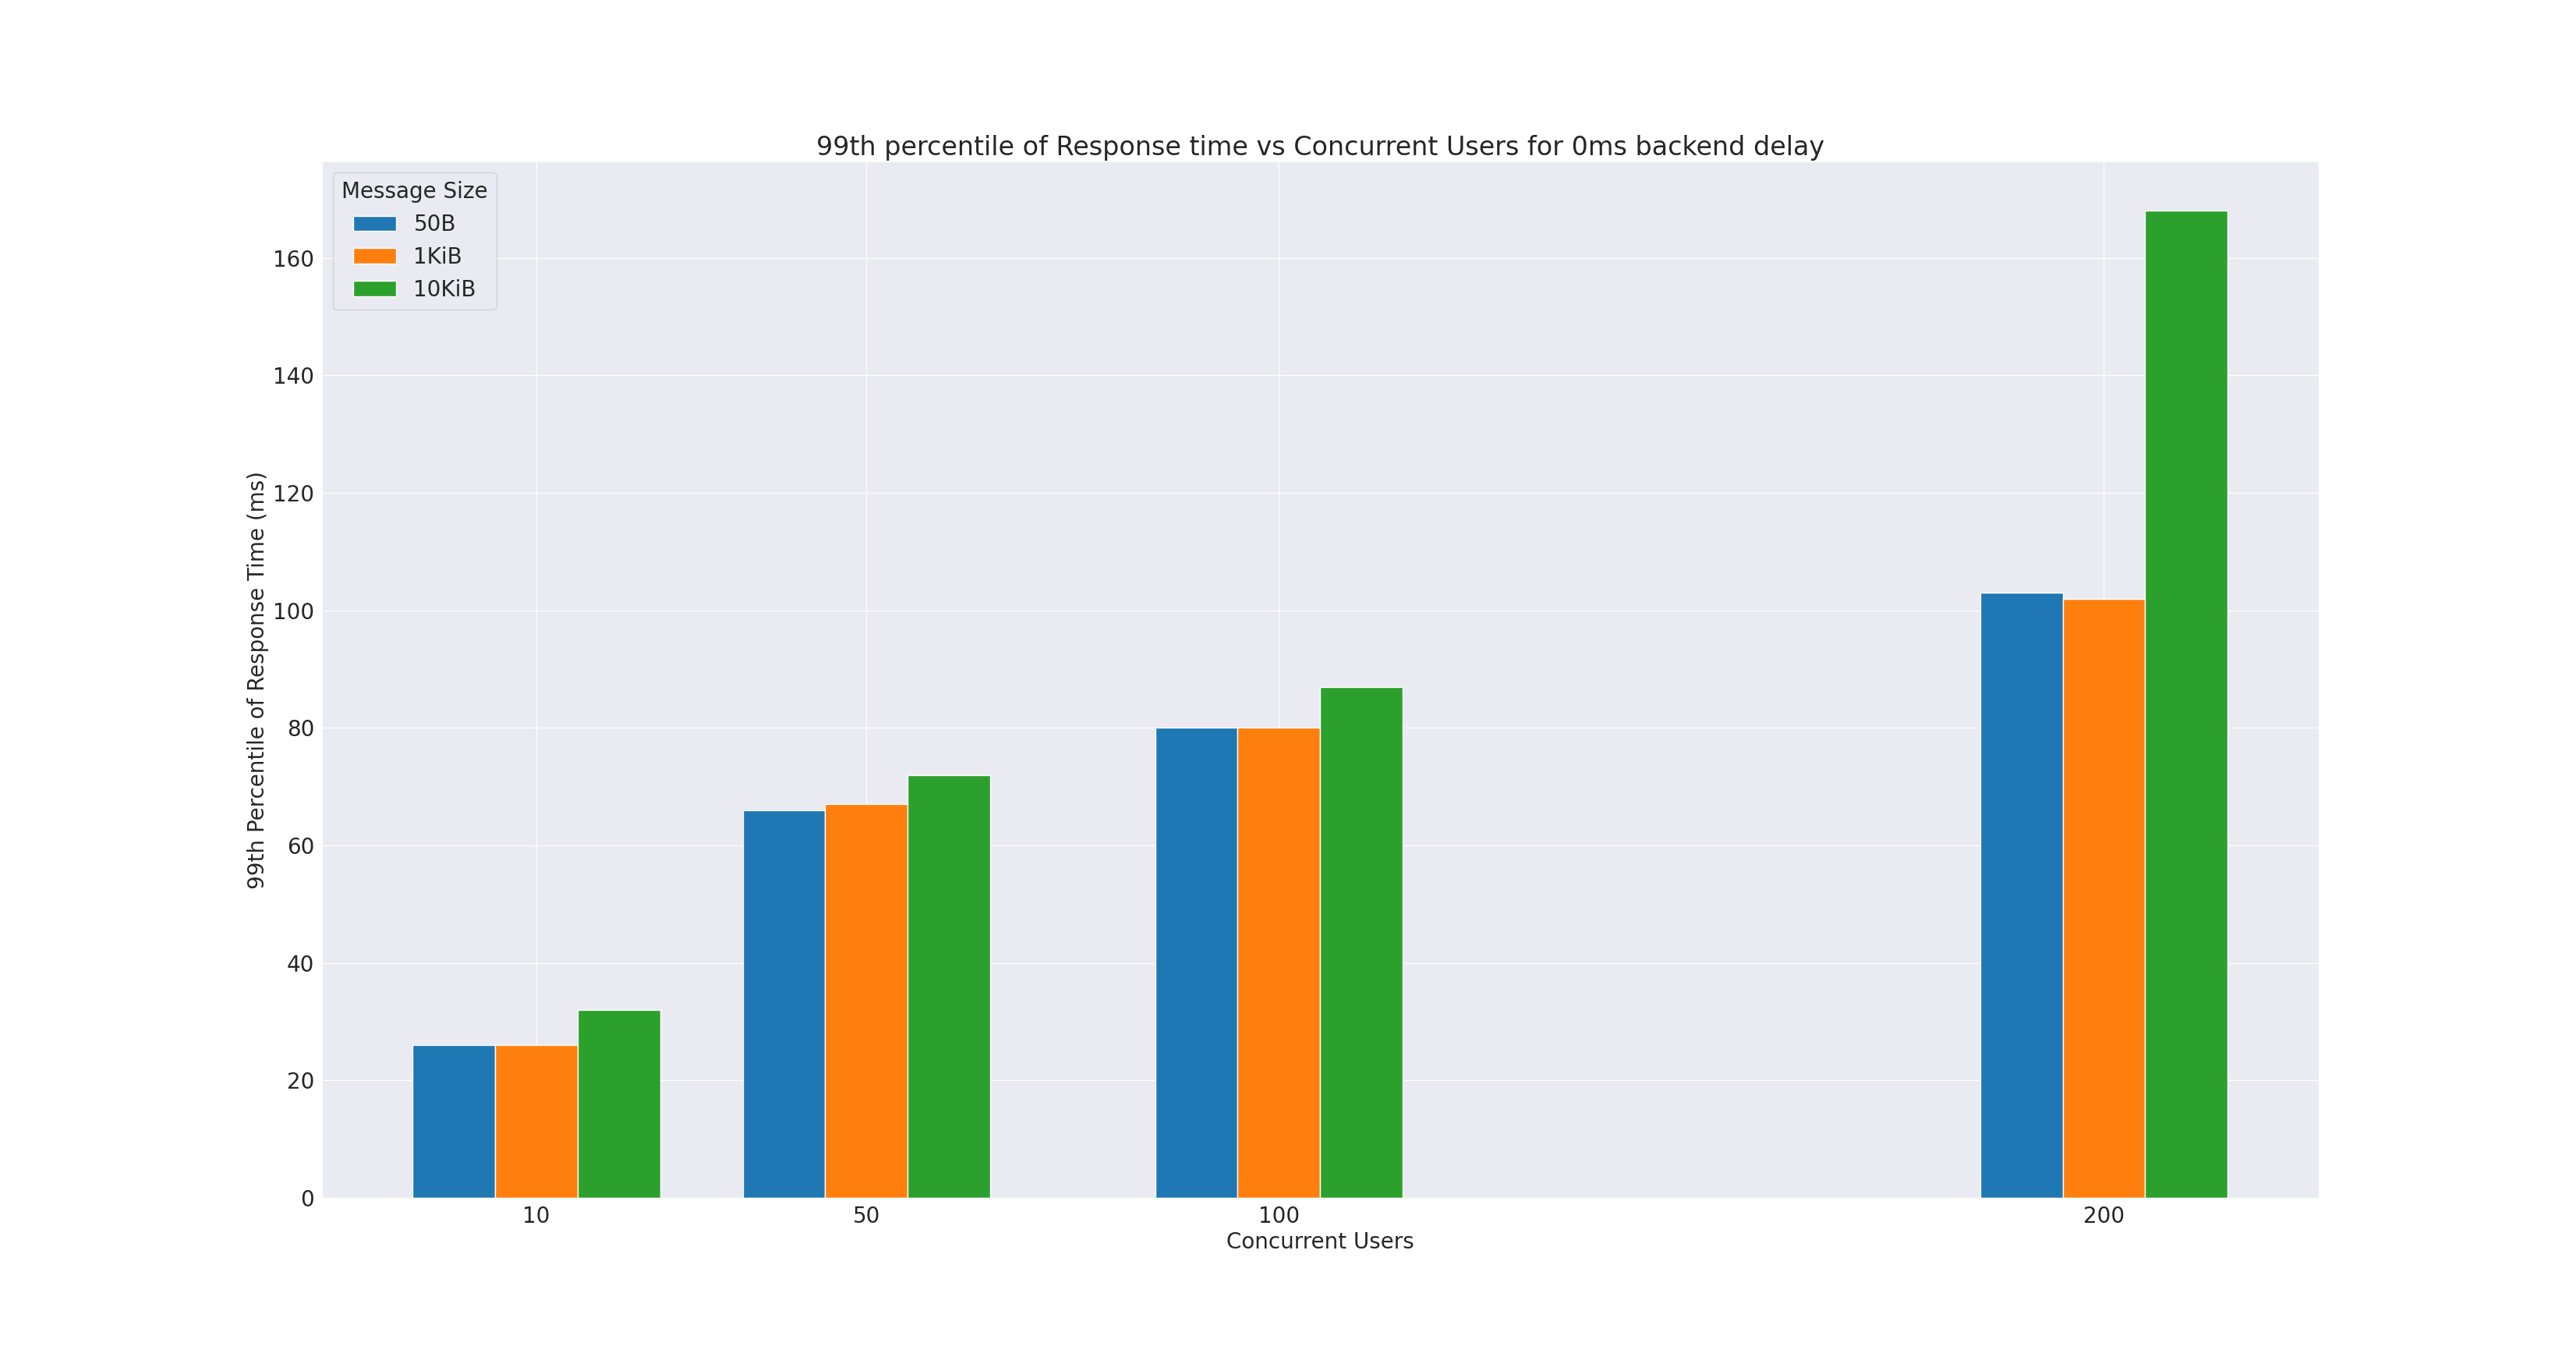 99th percentile of Response time vs Concurrent Users for 0ms backend delay
Message Size
50B
1KiB
10KiB
160
140
120
100
80
60
40
20
0
99th Percentile of Response Time (ms)
10
50
100
200
Concurrent Users